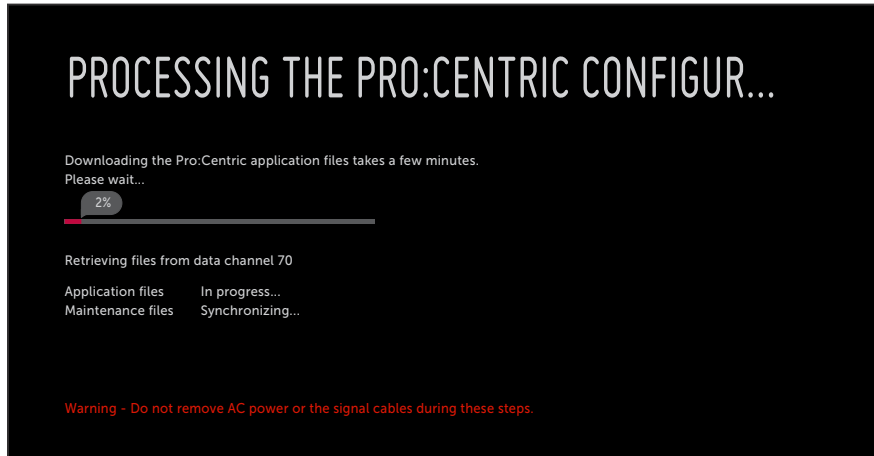 PROCESSING THE PRO:CENTRIC CONFIGUR...
Downloading the Pro:Centric application files takes a few minutes.
Please wait...
2%
Retrieving files from data channel 70
Application files In progress...
Maintenance files Synchronizing...
Warning - Do not remove AC power or the signal cables during these steps.